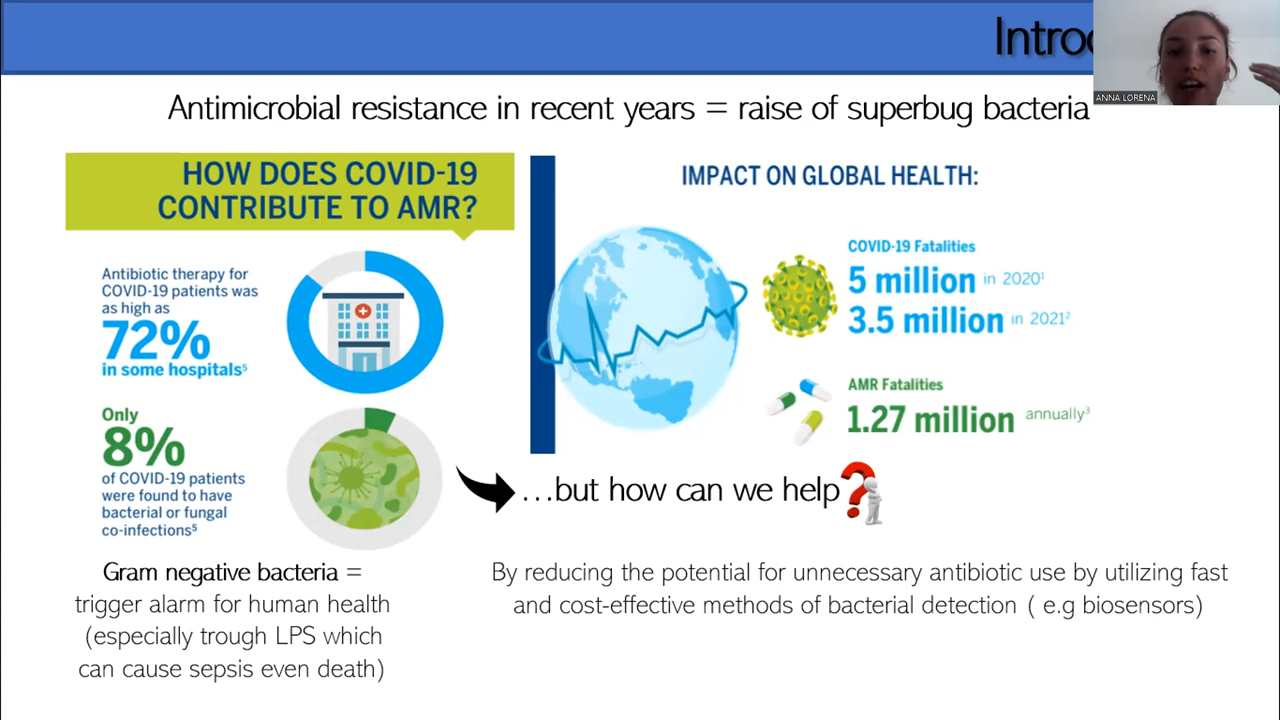 Introd
ANNA LORENA
Antimicrobial resistance in recent years = raise of superbug bacteria
HOW DOES COVID-19
CONTRIBUTE TO AMR?
Antibiotic therapy for
COVID-19 patients was
as high as
72%
in some hospitals⁵
Only
8%
of COVID-19 patients
were found to have
bacterial or fungal
co-infections⁵
IMPACT ON GLOBAL HEALTH:
COVID-19 Fatalities
5 million in 2020¹
3.5 million in 2021²
AMR Fatalities
1.27 million annually³
...but how can we help?
Gram negative bacteria =
trigger alarm for human health
(especially trough LPS which
can cause sepsis even death)
By reducing the potential for unnecessary antibiotic use by utilizing fast
and cost-effective methods of bacterial detection ( e.g biosensors)